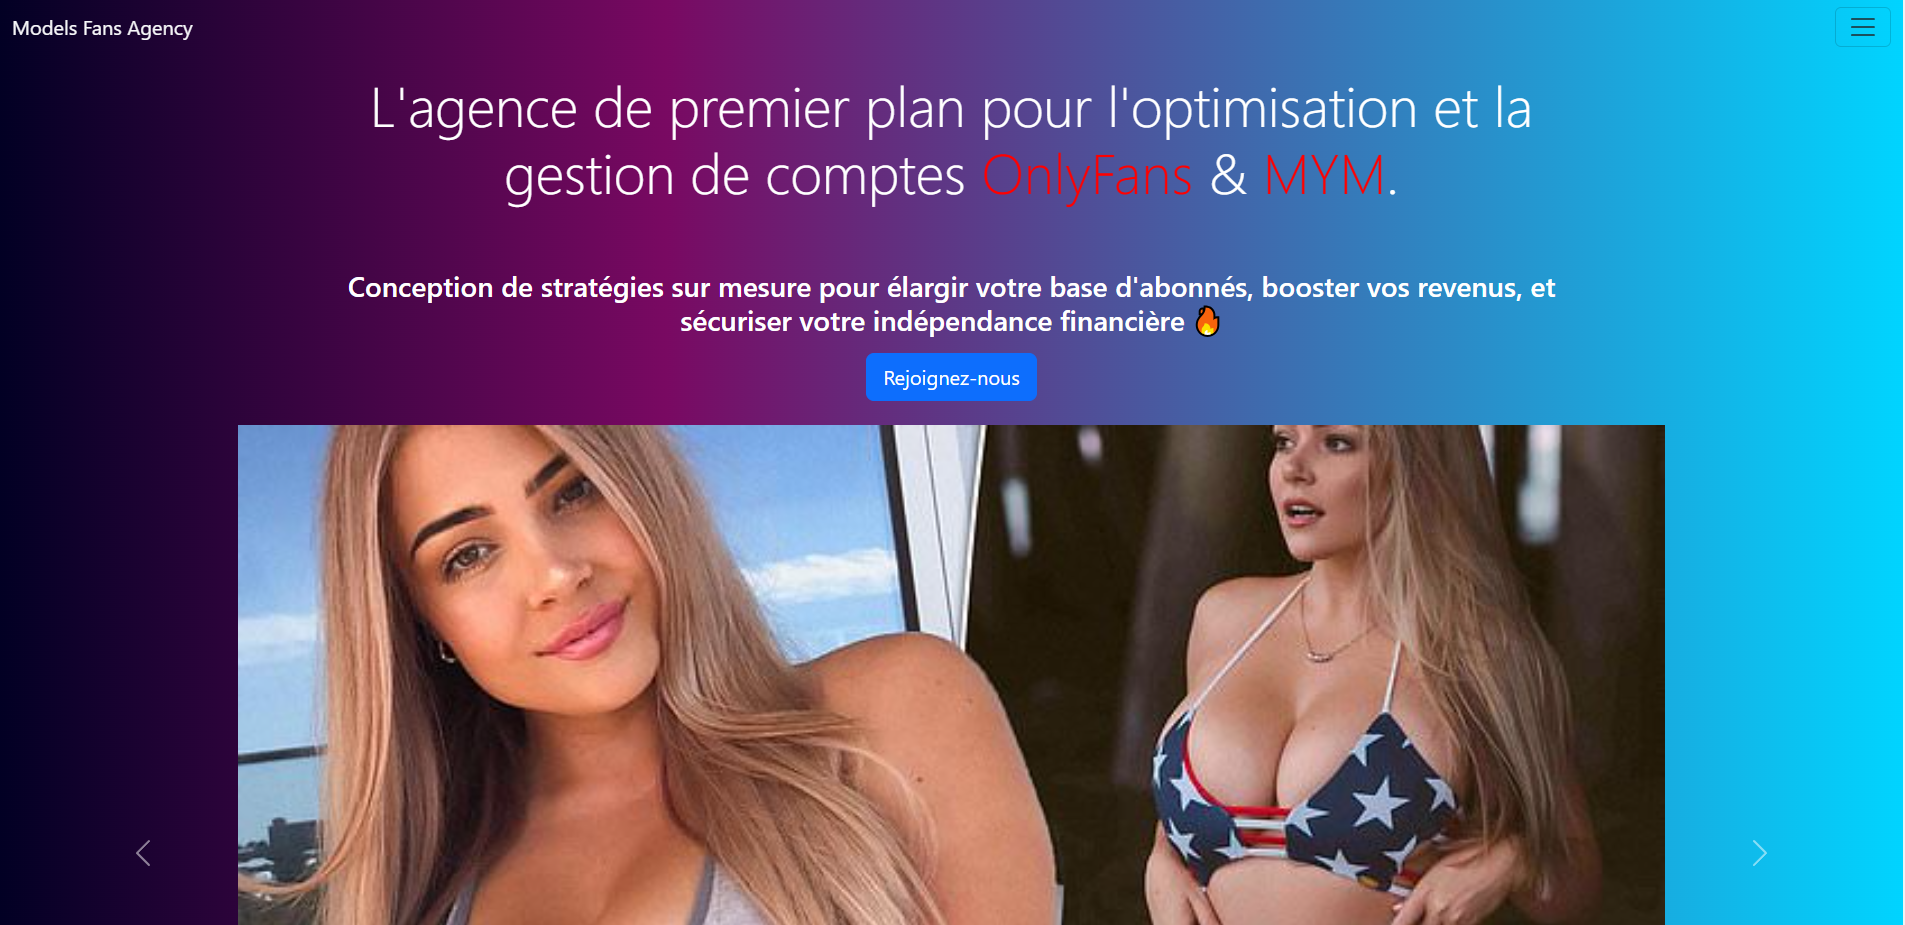 Models Fans Agency
L'agence de premier plan pour l'optimisation et la
gestion de comptes OnlyFans & MYM.
Conception de stratégies sur mesure pour élargir votre base d'abonnés, booster vos revenus, et
sécuriser votre indépendance financière 🔥
Rejoignez-nous